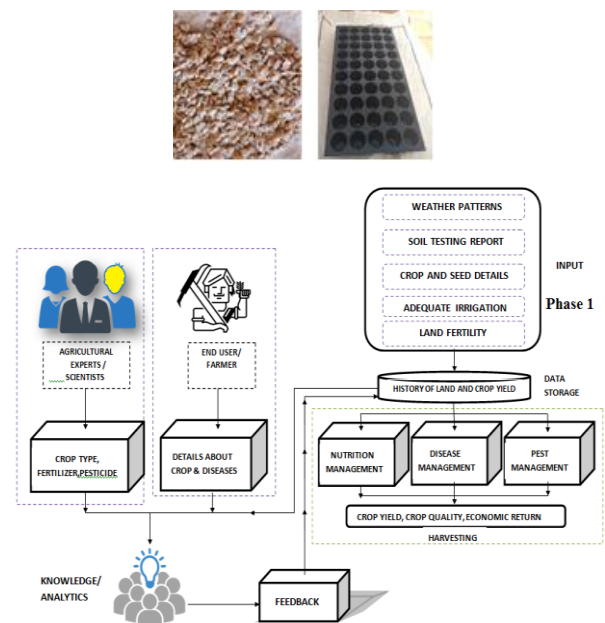 WEATHER PATTERNS
SOIL TESTING REPORT
CROP AND SEED DETAILS
ADEQUATE IRRIGATION
LAND FERTILITY
INPUT
Phase 1
AGRICULTURAL
EXPERTS /
SCIENTISTS
END USER/
FARMER
HISTORY OF LAND AND CROP YIELD
DATA
STORAGE
CROP TYPE,
FERTILIZER,PESTICIDE
DETAILS ABOUT
CROP & DISEASES
NUTRITION
MANAGEMENT
DISEASE
MANAGEMENT
PEST
MANAGEMENT
CROP YIELD, CROP QUALITY, ECONOMIC RETURN
HARVESTING
KNOWLEDGE/
ANALYTICS
FEEDBACK